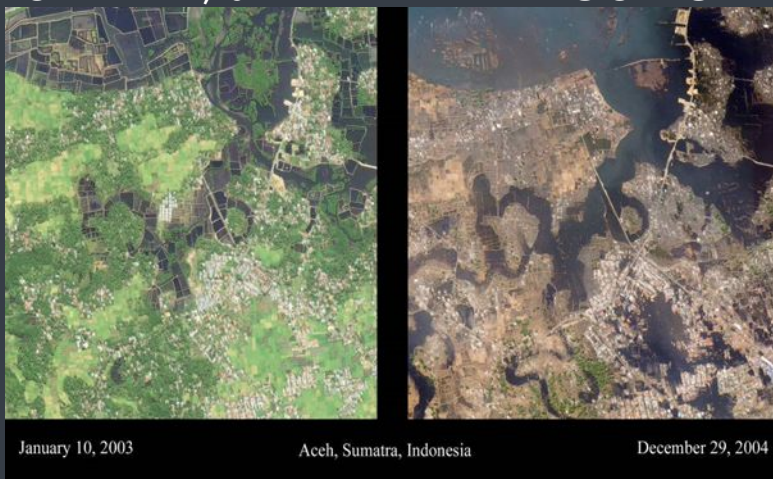 January 10, 2003
Aceh, Sumatra, Indonesia
December 29, 2004